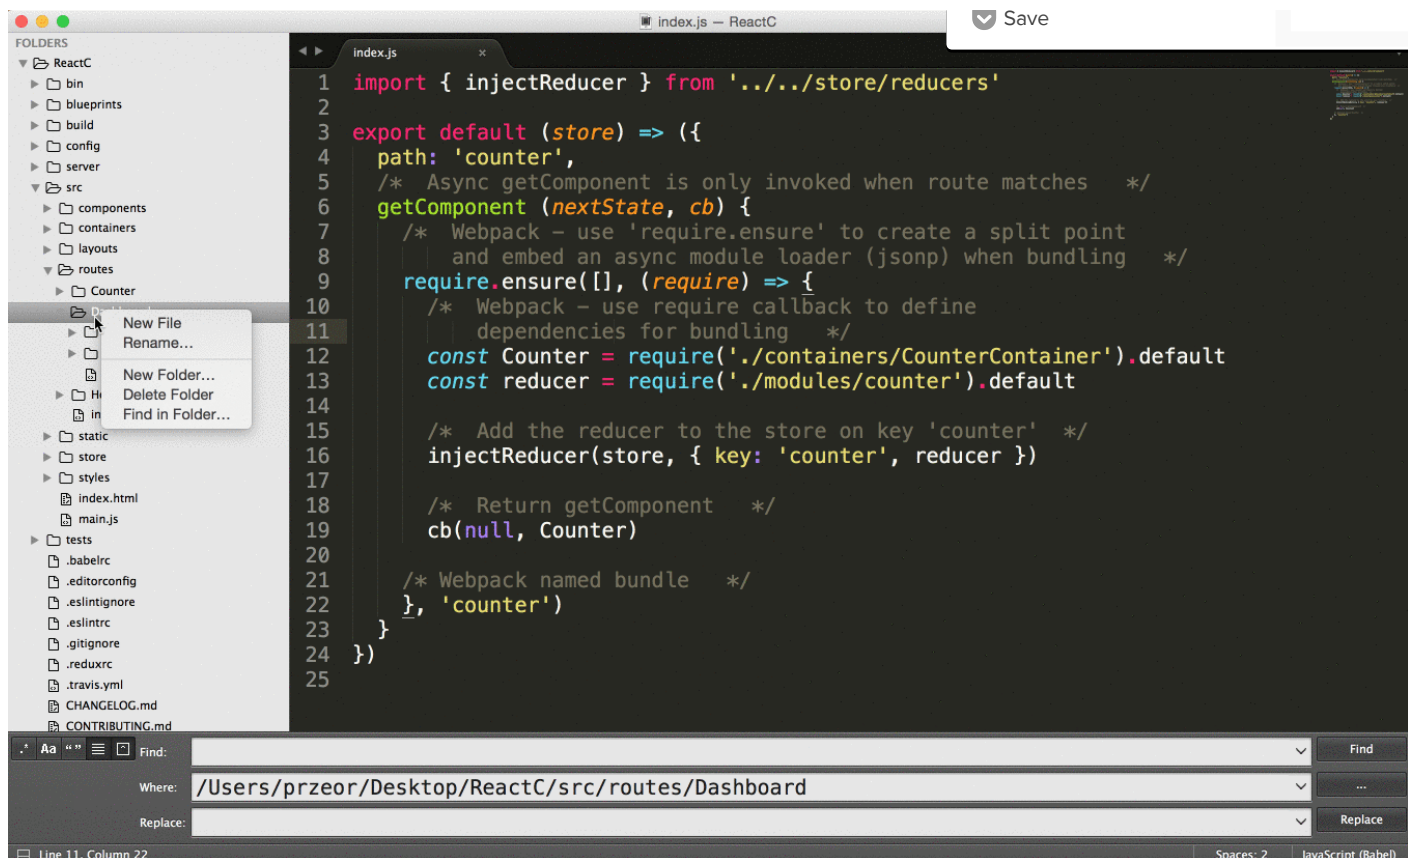 index.js — ReactC
Save
FOLDERS
ReactC
bin
blueprints
build
config
server
src
components
containers
layouts
routes
Counter
New File
Rename...
New Folder...
Delete Folder
Find in Folder...
static
store
styles
index.html
main.js
tests
.babelrc
.editorconfig
.eslintignore
.eslintrc
.gitignore
.reduxrc
.travis.yml
CHANGELOG.md
CONTRIBUTING.md
index.js ×
1 import { injectReducer } from '../../store/reducers'
2
3 export default (store) => ({
4 path: 'counter',
5 /* Async getComponent is only invoked when route matches */
6 getComponent (nextState, cb) {
7 /* Webpack – use 'require.ensure' to create a split point
8 and embed an async module loader (jsonp) when bundling */
9 require.ensure([], (require) => {
10 /* Webpack – use require callback to define
11 dependencies for bundling */
12 const Counter = require('./containers/CounterContainer').default
13 const reducer = require('./modules/counter').default
14
15 /* Add the reducer to the store on key 'counter' */
16 injectReducer(store, { key: 'counter', reducer })
17
18 /* Return getComponent */
19 cb(null, Counter)
20
21 /* Webpack named bundle */
22 }, 'counter')
23 }
24 })
25
.* Aa “” Find: Find
Where: /Users/przeor/Desktop/ReactC/src/routes/Dashboard ...
Replace: Replace
Line 11, Column 22 Spaces: 2 JavaScript (Babel)